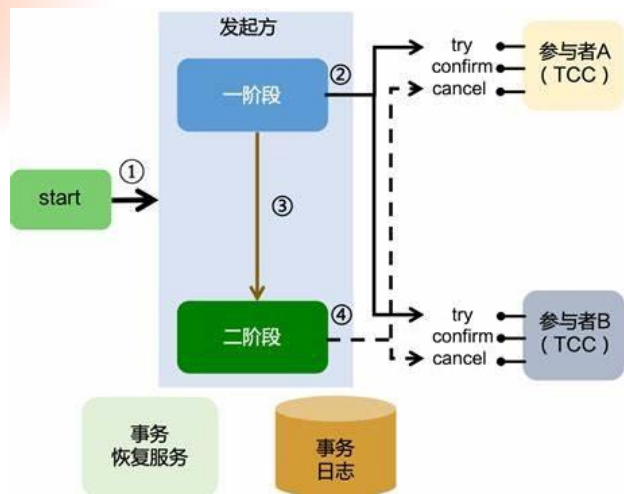 发起方
start
①
一阶段
②
③
二阶段
④
try
confirm
cancel
参与者A
（TCC）
try
confirm
cancel
参与者B
（TCC）
事务
恢复服务
事务
日志